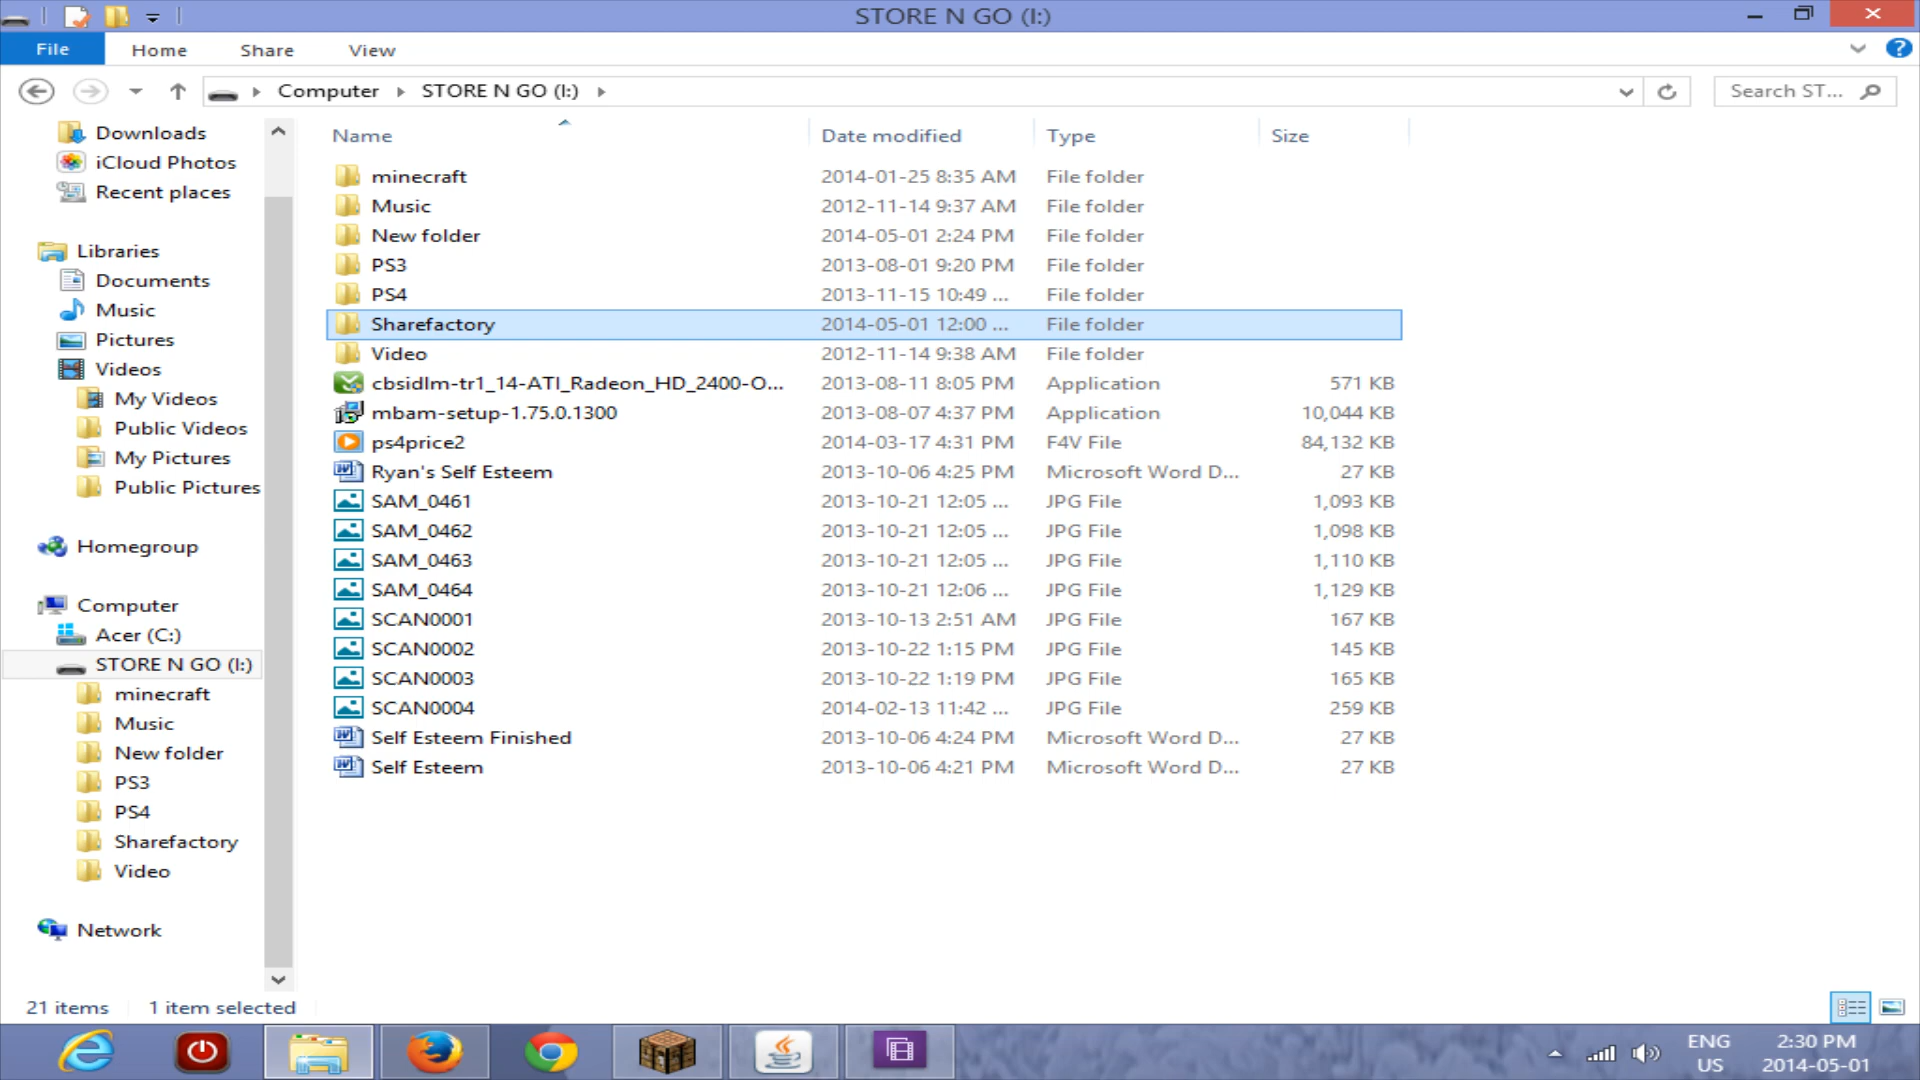 STORE N GO (I:)
File Home Share View
Computer STORE N GO (I:) Search ST...
Downloads
iCloud Photos
Recent places
Libraries
Documents
Music
Pictures
Videos
My Videos
Public Videos
My Pictures
Public Pictures
Homegroup
Computer
Acer (C:)
STORE N GO (I:)
minecraft
Music
New folder
PS3
PS4
Sharefactory
Video
Network
Name Date modified Type Size
minecraft 2014-01-25 8:35 AM File folder
Music 2012-11-14 9:37 AM File folder
New folder 2014-05-01 2:24 PM File folder
PS3 2013-08-01 9:20 PM File folder
PS4 2013-11-15 10:49 ... File folder
Sharefactory 2014-05-01 12:00 ... File folder
Video 2012-11-14 9:38 AM File folder
cbsidlm-tr1_14-ATI_Radeon_HD_2400-O... 2013-08-11 8:05 PM Application 571 KB
mbam-setup-1.75.0.1300 2013-08-07 4:37 PM Application 10,044 KB
ps4price2 2014-03-17 4:31 PM F4V File 84,132 KB
Ryan's Self Esteem 2013-10-06 4:25 PM Microsoft Word D... 27 KB
SAM_0461 2013-10-21 12:05 ... JPG File 1,093 KB
SAM_0462 2013-10-21 12:05 ... JPG File 1,098 KB
SAM_0463 2013-10-21 12:05 ... JPG File 1,110 KB
SAM_0464 2013-10-21 12:06 ... JPG File 1,129 KB
SCAN0001 2013-10-13 2:51 AM JPG File 167 KB
SCAN0002 2013-10-22 1:15 PM JPG File 145 KB
SCAN0003 2013-10-22 1:19 PM JPG File 165 KB
SCAN0004 2014-02-13 11:42 ... JPG File 259 KB
Self Esteem Finished 2013-10-06 4:24 PM Microsoft Word D... 27 KB
Self Esteem 2013-10-06 4:21 PM Microsoft Word D... 27 KB
21 items 1 item selected
ENG 2:30 PM
US 2014-05-01